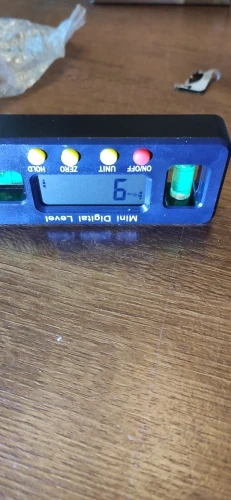 Mini Digital Level
ON/OFF UNIT ZERO HOLD